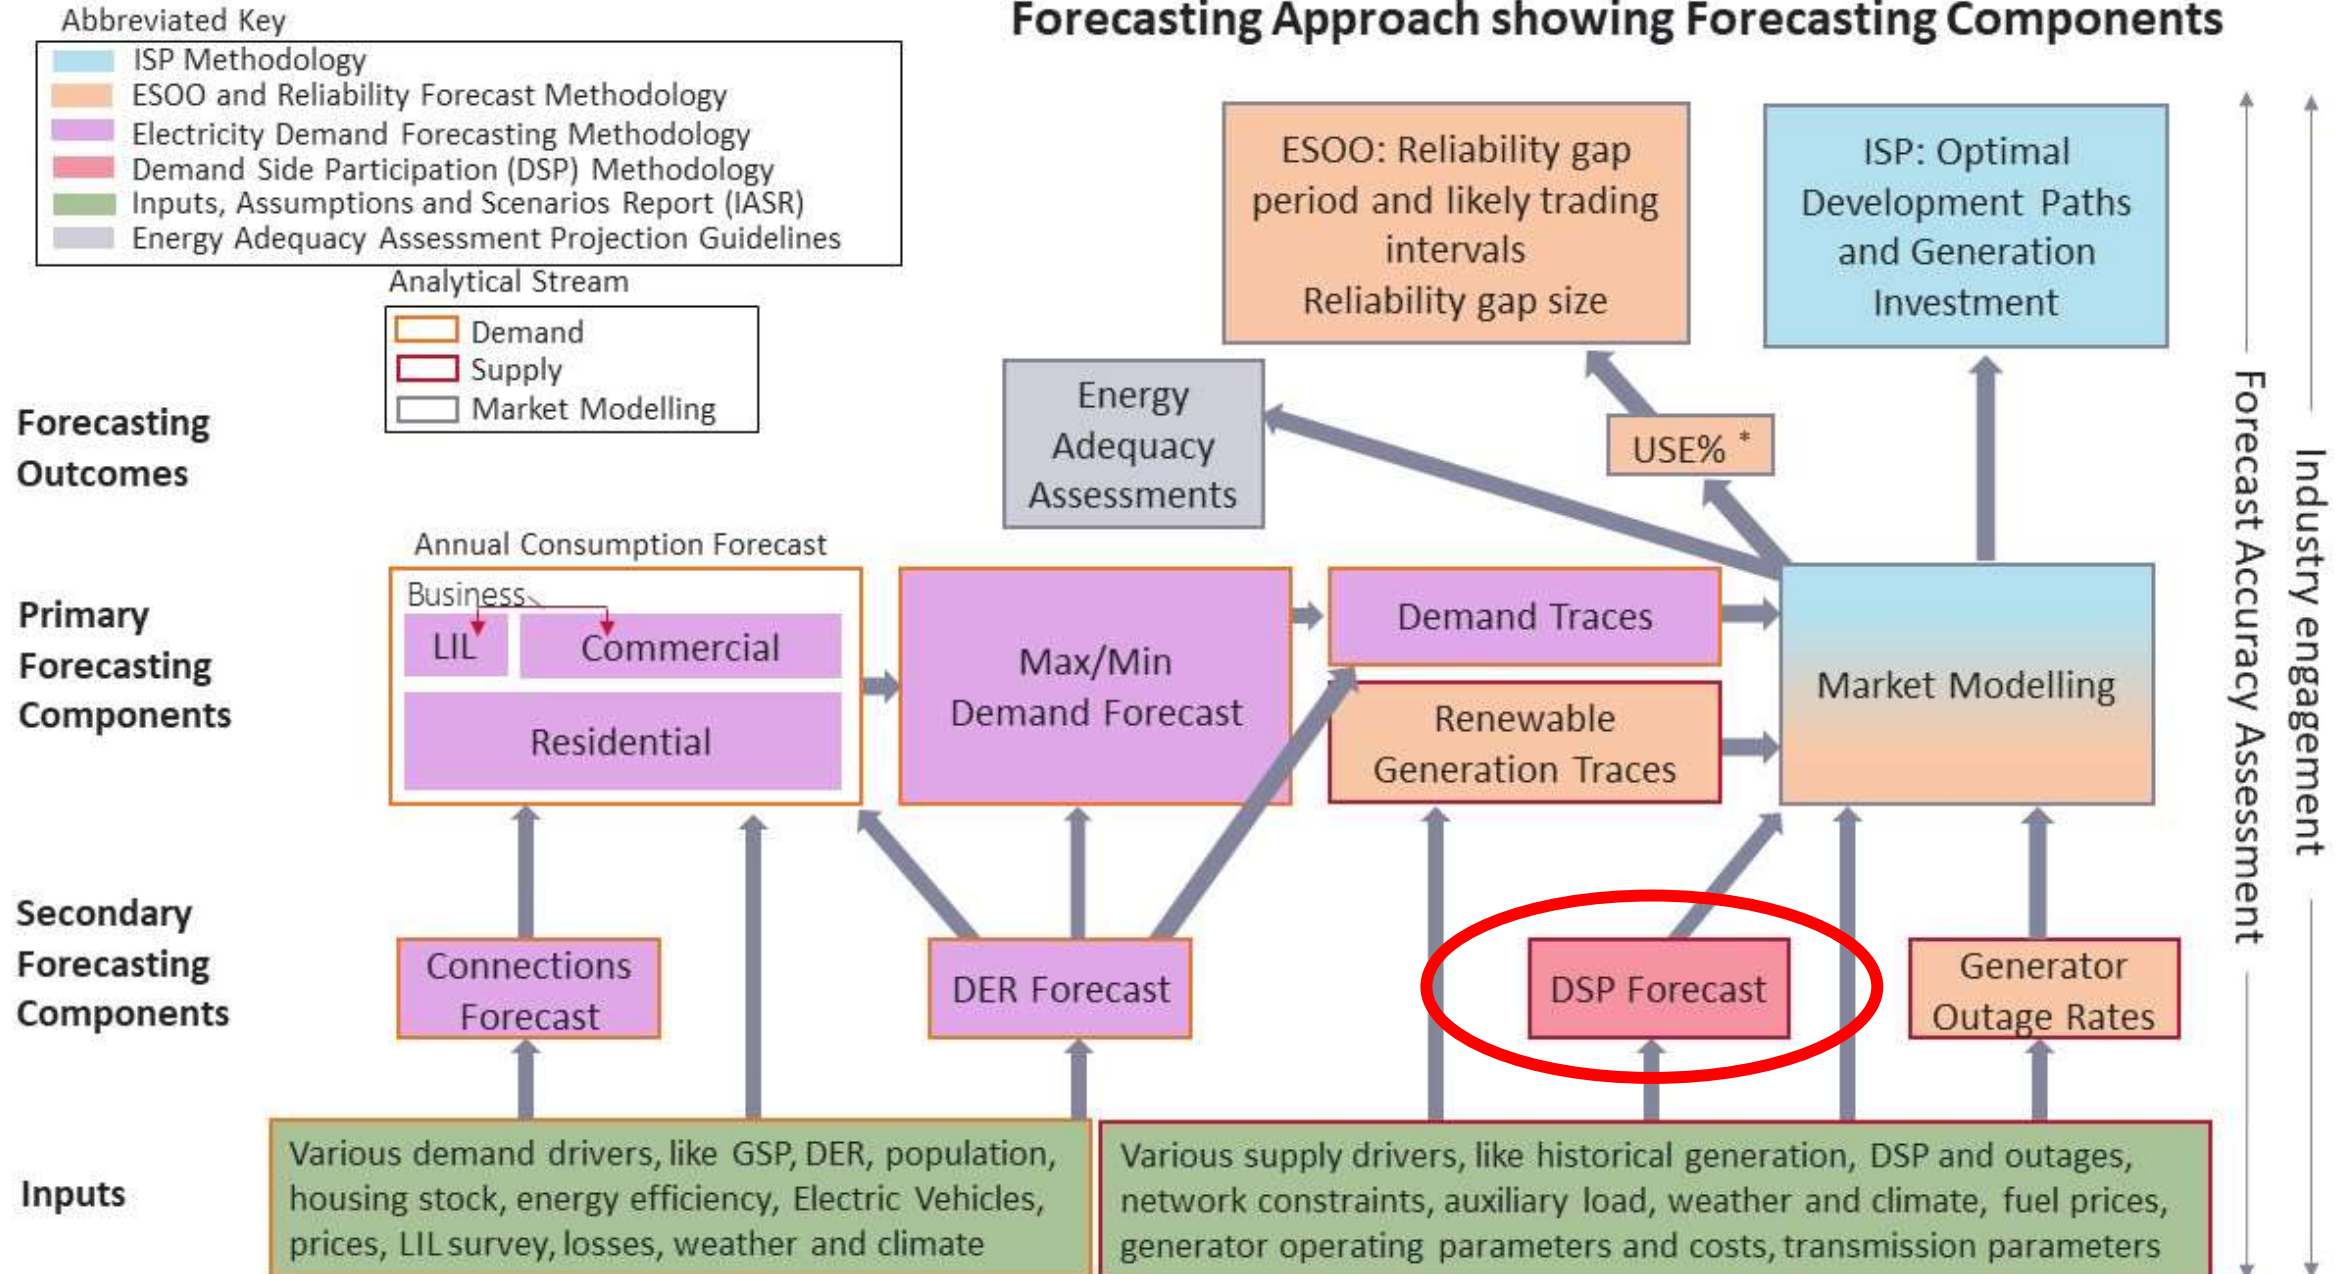 Forecasting Approach showing Forecasting Components
Abbreviated Key
ISP Methodology
ESOO and Reliability Forecast Methodology
Electricity Demand Forecasting Methodology
Demand Side Participation (DSP) Methodology
Inputs, Assumptions and Scenarios Report (IASR)
Energy Adequacy Assessment Projection Guidelines
Analytical Stream
Demand
Supply
Market Modelling
ESOO: Reliability gap
period and likely trading
intervals
Reliability gap size
ISP: Optimal
Development Paths
and Generation
Investment
Forecasting
Outcomes
Energy
Adequacy
Assessments
USE% *
Primary
Forecasting
Components
Annual Consumption Forecast
Business
LIL
Commercial
Residential
Max/Min
Demand Forecast
Demand Traces
Renewable
Generation Traces
Market Modelling
Secondary
Forecasting
Components
Connections
Forecast
DER Forecast
DSP Forecast
Generator
Outage Rates
Inputs
Various demand drivers, like GSP, DER, population,
housing stock, energy efficiency, Electric Vehicles,
prices, LIL survey, losses, weather and climate
Various supply drivers, like historical generation, DSP and outages,
network constraints, auxiliary load, weather and climate, fuel prices,
generator operating parameters and costs, transmission parameters
Forecast Accuracy Assessment
Industry engagement